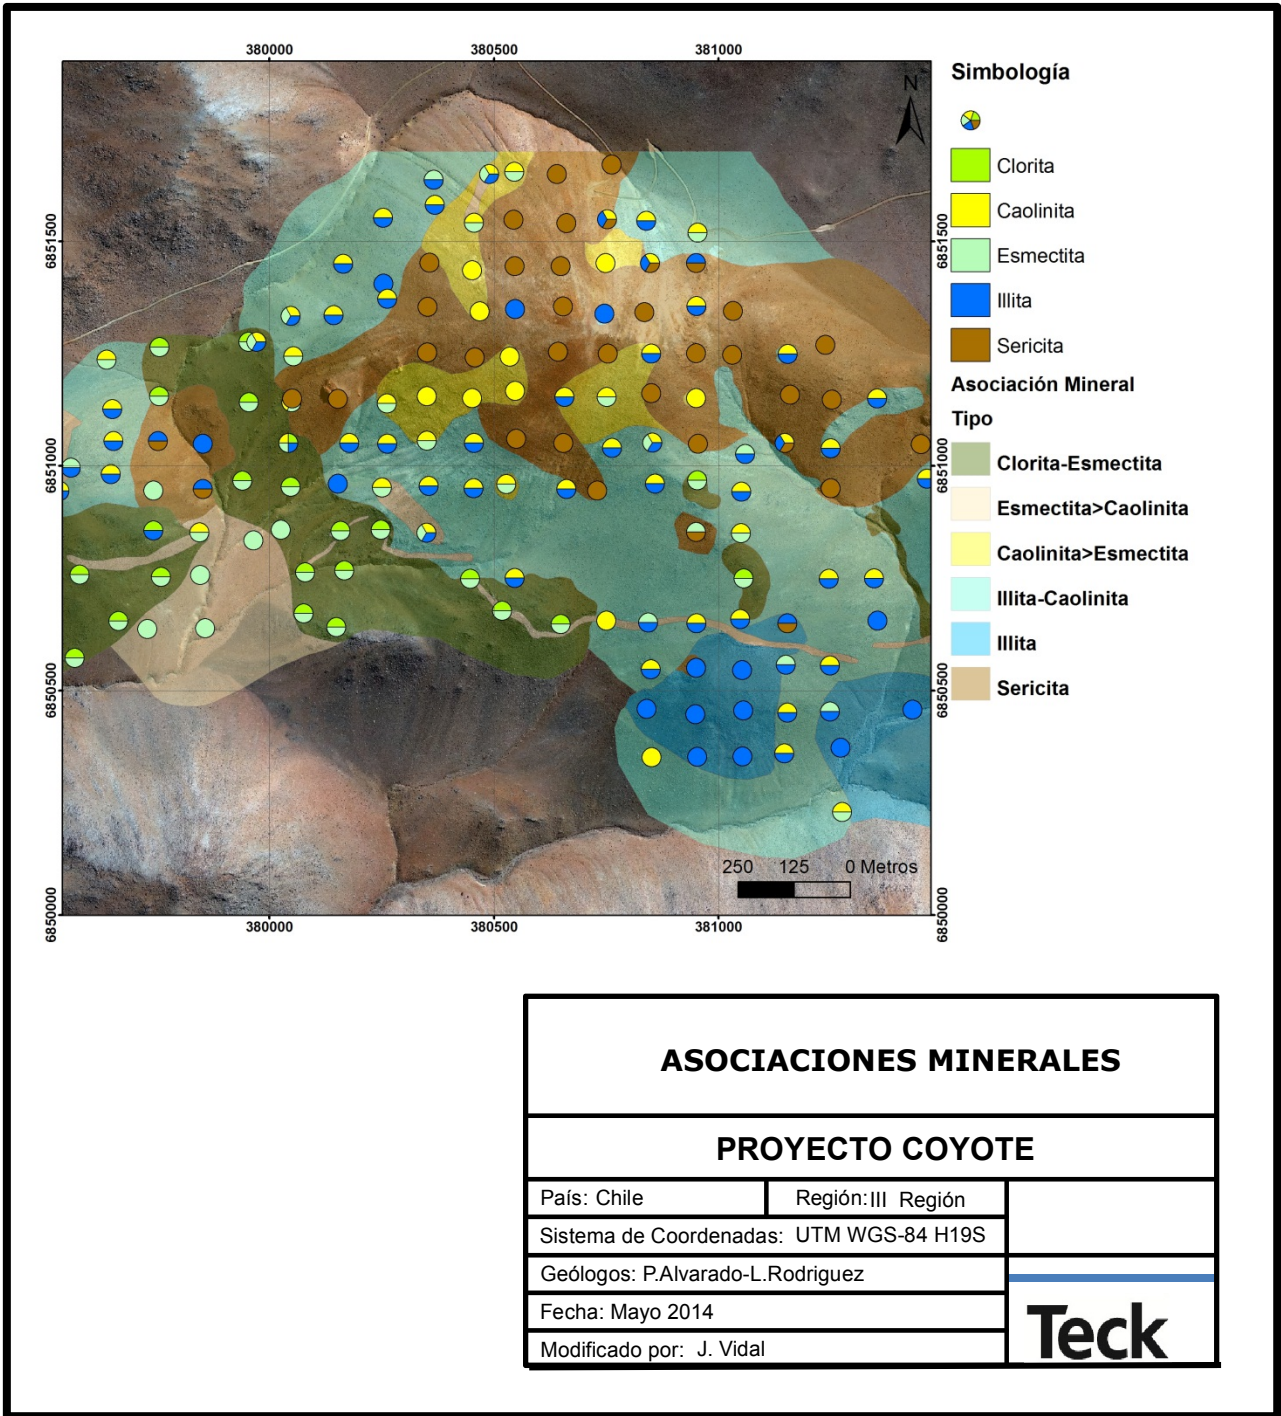 380000 380500 381000
N
6851500
6851000
6850500
6850000
6851500
6851000
6850500
6850000
250 125 0 Metros
380000 380500 381000
Simbología
Clorita
Caolinita
Esmectita
Illita
Sericita
Asociación Mineral
Tipo
Clorita-Esmectita
Esmectita>Caolinita
Caolinita>Esmectita
Illita-Caolinita
Illita
Sericita
ASOCIACIONES MINERALES
PROYECTO COYOTE
País: Chile Región:III Región
Sistema de Coordenadas: UTM WGS-84 H19S
Geólogos: P.Alvarado-L.Rodriguez
Fecha: Mayo 2014
Modificado por: J. Vidal
Teck